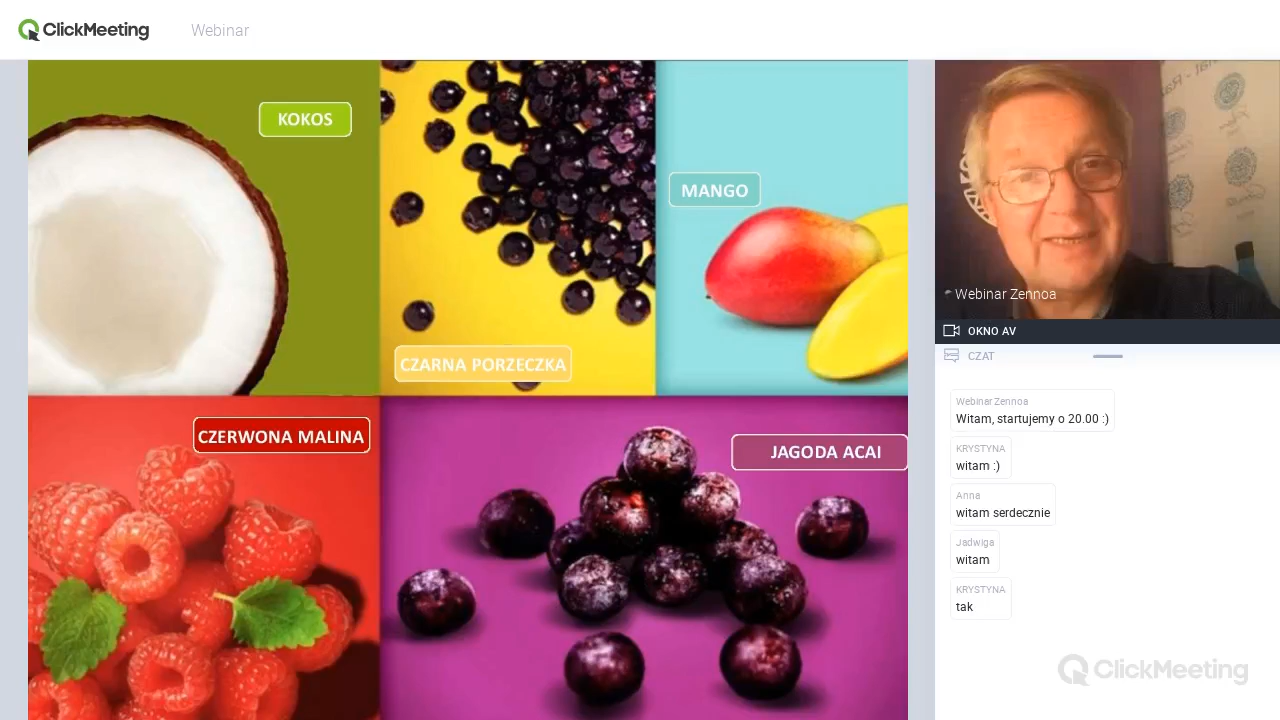 ClickMeeting
Webinar
KOKOS
MANGO
CZARNA PORZECZKA
CZERWONA MALINA
JAGODA ACAI
Webinar Zennoa
OKNO AV
CZAT
Webinar Zennoa
Witam, startujemy o 20.00 :)
KRYSTYNA
witam :)
Anna
witam serdecznie
Jadwiga
witam
KRYSTYNA
tak
ClickMeeting